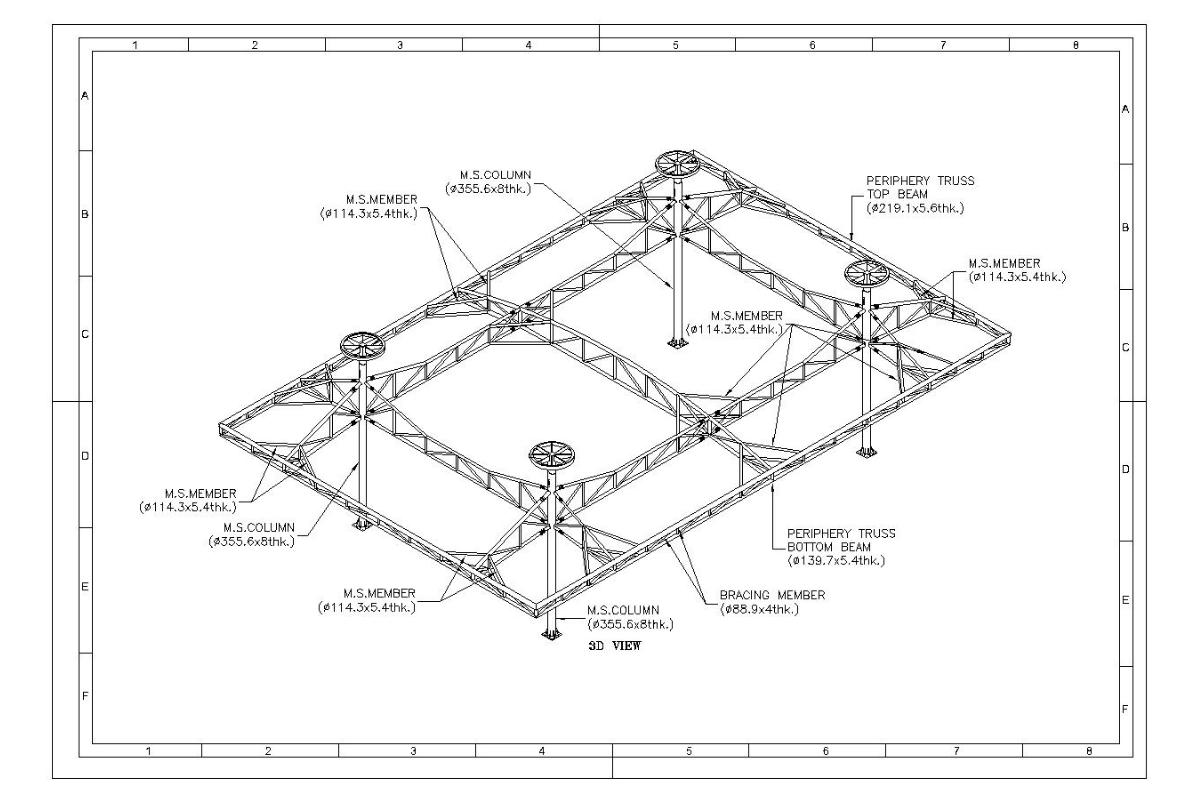 1 2 3 4 5 6 7 8
A
A
M.S.COLUMN
(ø355.6x8thk.)
M.S.MEMBER
(ø114.3x5.4thk.)
PERIPHERY TRUSS
TOP BEAM
(ø219.1x5.6thk.)
B
B
M.S.MEMBER
(ø114.3x5.4thk.)
M.S.MEMBER
(ø114.3x5.4thk.)
C
C
D
D
M.S.MEMBER
(ø114.3x5.4thk.)
M.S.COLUMN
(ø355.6x8thk.)
PERIPHERY TRUSS
BOTTOM BEAM
(ø139.7x5.4thk.)
E
E
M.S.MEMBER
(ø114.3x5.4thk.)
BRACING MEMBER
(ø88.9x4thk.)
M.S.COLUMN
(ø355.6x8thk.)
3D VIEW
F
F
1 2 3 4 5 6 7 8